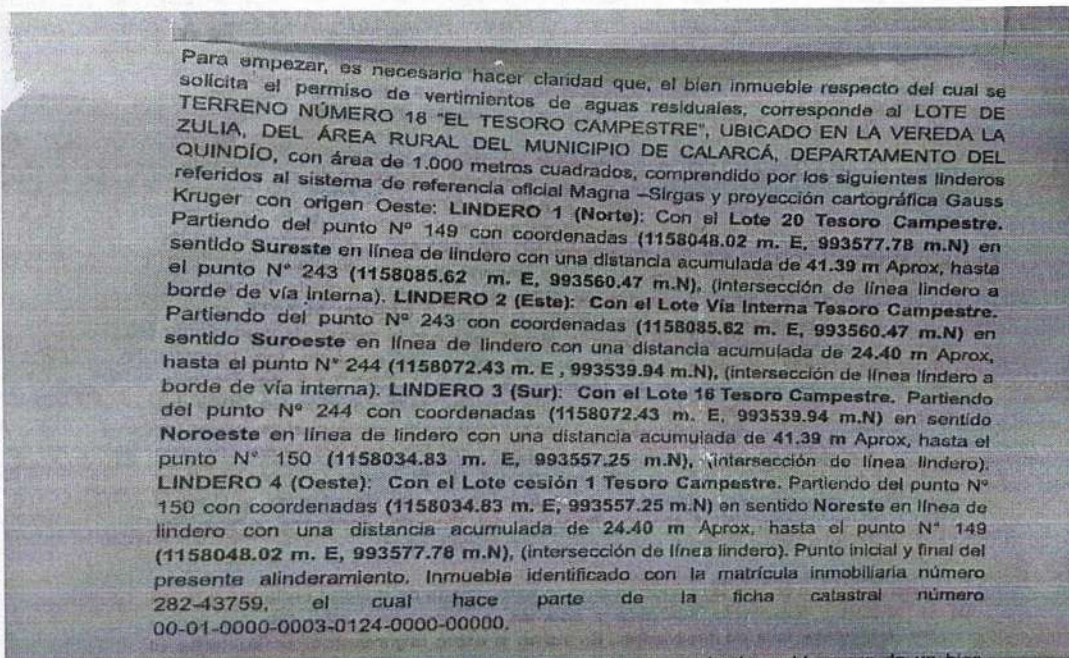 Para empezar, es necesario hacer claridad que, el bien inmueble respecto del cual se
solicita el permiso de vertimientos de aguas residuales, corresponde al LOTE DE
TERRENO NÚMERO 18 "EL TESORO CAMPESTRE", UBICADO EN LA VEREDA LA
ZULIA, DEL ÁREA RURAL DEL MUNICIPIO DE CALARCÁ, DEPARTAMENTO DEL
QUINDÍO, con área de 1.000 metros cuadrados, comprendido por los siguientes linderos
referidos al sistema de referencia oficial Magna –Sirgas y proyección cartográfica Gauss
Kruger con origen Oeste: LINDERO 1 (Norte): Con el Lote 20 Tesoro Campestre.
Partiendo del punto Nº 149 con coordenadas (1158048.02 m. E, 993577.78 m.N) en
sentido Sureste en línea de lindero con una distancia acumulada de 41.39 m Aprox, hasta
el punto N° 243 (1158085.62 m. E, 993560.47 m.N), (intersección de línea lindero a
borde de vía interna). LINDERO 2 (Este): Con el Lote Vía Interna Tesoro Campestre.
Partiendo del punto Nº 243 con coordenadas (1158085.62 m. E, 993560.47 m.N) en
sentido Suroeste en línea de lindero con una distancia acumulada de 24.40 m Aprox,
hasta el punto N° 244 (1158072.43 m. E , 993539.94 m.N), (intersección de línea lindero a
borde de vía interna). LINDERO 3 (Sur): Con el Lote 16 Tesoro Campestre. Partiendo
del punto Nº 244 con coordenadas (1158072.43 m. E, 993539.94 m.N) en sentido
Noroeste en línea de lindero con una distancia acumulada de 41.39 m Aprox, hasta el
punto N° 150 (1158034.83 m. E, 993557.25 m.N), (intersección de línea lindero).
LINDERO 4 (Oeste): Con el Lote cesión 1 Tesoro Campestre. Partiendo del punto Nº
150 con coordenadas (1158034.83 m. E, 993557.25 m.N) en sentido Noreste en línea de
lindero con una distancia acumulada de 24.40 m Aprox, hasta el punto N° 149
(1158048.02 m. E, 993577.78 m.N), (intersección de línea lindero). Punto inicial y final del
presente alinderamiento. Inmueble identificado con la matrícula inmobiliaria número
282-43759, el cual hace parte de la ficha catastral número
00-01-0000-0003-0124-0000-00000.
de un bien